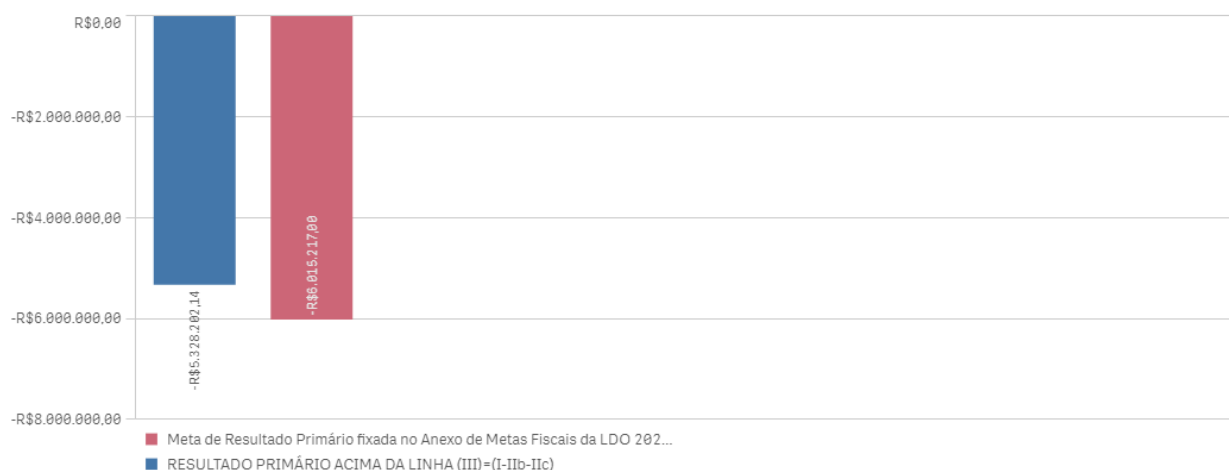 R$0,00
-R$2.000.000,00
-R$4.000.000,00
-R$6.000.000,00
-R$8.000.000,00
-R$5.328.202,14
-R$6.015.217,00
Meta de Resultado Primário fixada no Anexo de Metas Fiscais da LDO 202...
RESULTADO PRIMÁRIO ACIMA DA LINHA (III)=(I-IIb-IIc)